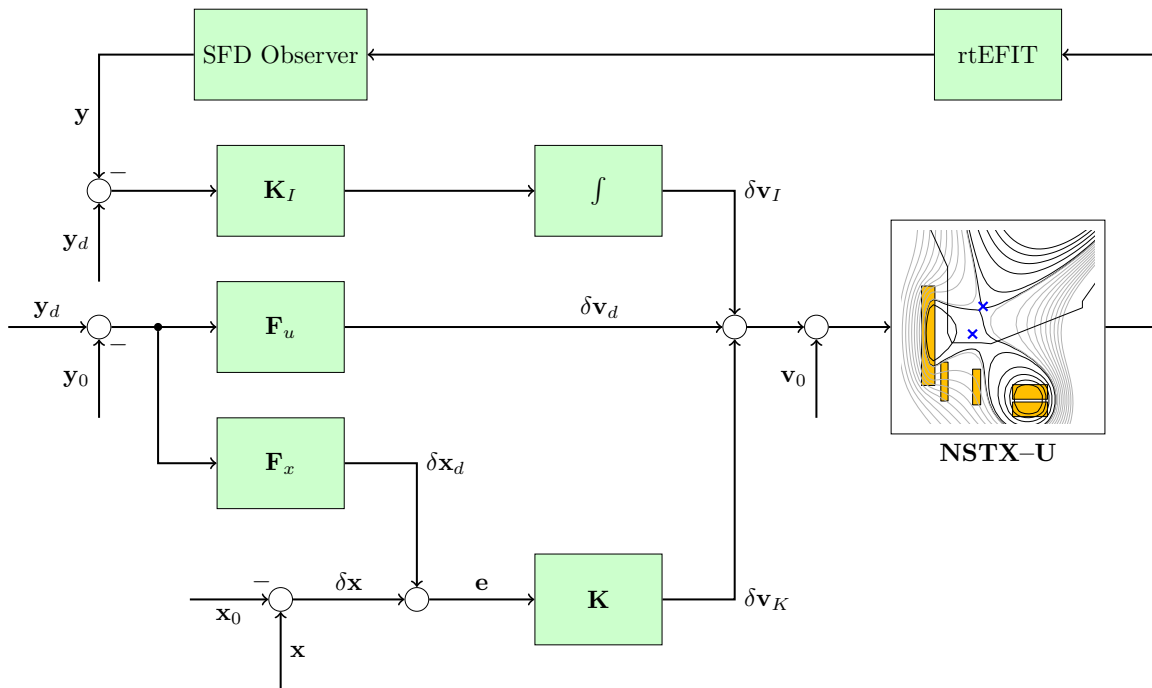 SFD Observer
rtEFIT
y
−
K_I
∫
δv_I
y_d
y_d
−
F_u
δv_d
y_0
v_0
F_x
δx_d
NSTX–U
−
δx
e
K
x_0
δv_K
x